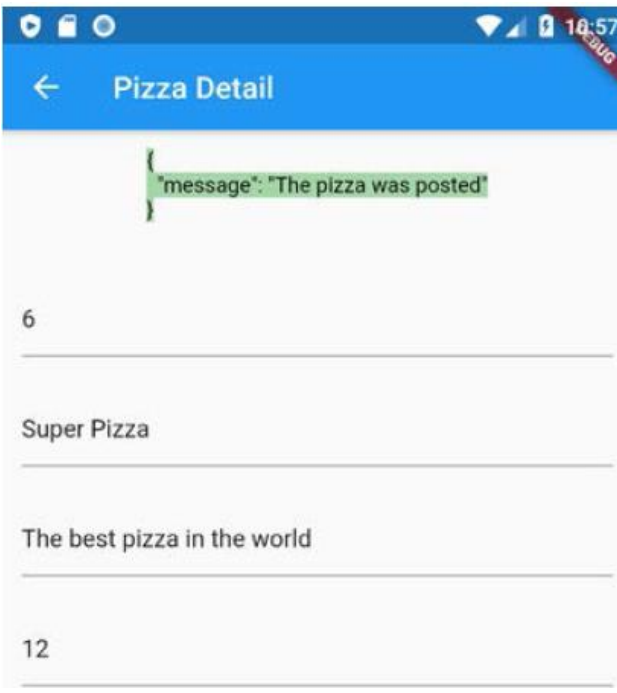 10:57
DEBUG
Pizza Detail
{
"message": "The pizza was posted"
}
6
Super Pizza
The best pizza in the world
12